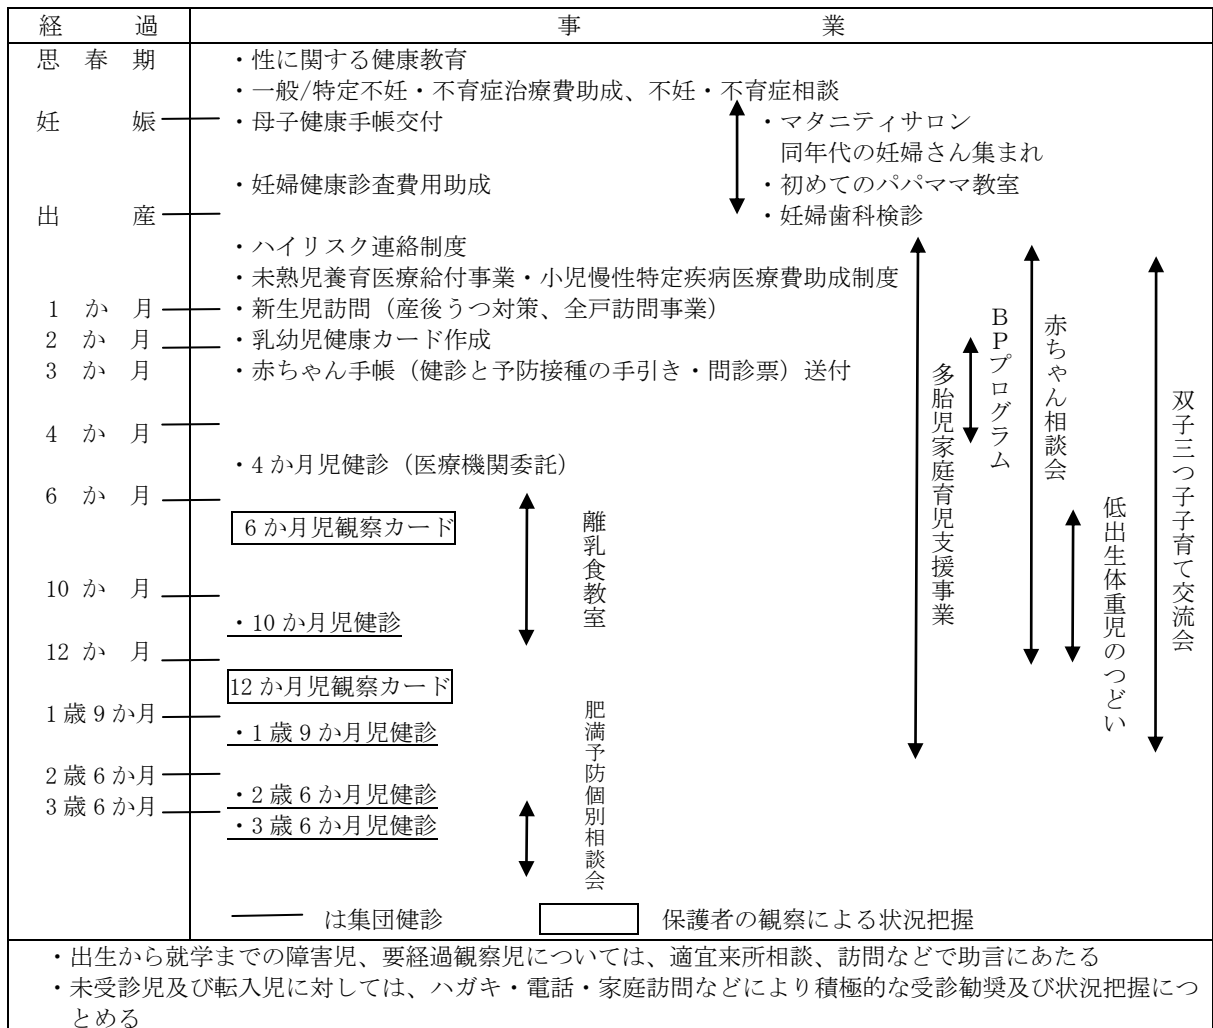 経過 事業
思春期 ・性に関する健康教育
・一般/特定不妊・不育症治療費助成、不妊・不育症相談
妊娠 ・母子健康手帳交付 ・マタニティサロン
同年代の妊婦さん集まれ
・妊婦健康診査費用助成 ・初めてのパパママ教室
出産 ・妊婦歯科検診
・ハイリスク連絡制度
・未熟児養育医療給付事業・小児慢性特定疾病医療費助成制度
1か月 ・新生児訪問（産後うつ対策、全戸訪問事業）
2か月 ・乳幼児健康カード作成
3か月 ・赤ちゃん手帳（健診と予防接種の手引き・問診票）送付
4か月
・4か月児健診（医療機関委託）
6か月
6か月児観察カード
10か月
・10か月児健診
12か月
12か月児観察カード
1歳9か月
・1歳9か月児健診
2歳6か月
・2歳6か月児健診
3歳6か月
・3歳6か月児健診
離乳食教室
肥満予防個別相談会
多胎児家庭育児支援事業
BPプログラム
赤ちゃん相談会
低出生体重児のつどい
双子三つ子子育て交流会
は集団健診 保護者の観察による状況把握
・出生から就学までの障害児、要経過観察児については、適宜来所相談、訪問などで助言にあたる
・未受診児及び転入児に対しては、ハガキ・電話・家庭訪問などにより積極的な受診勧奨及び状況把握につ
とめる